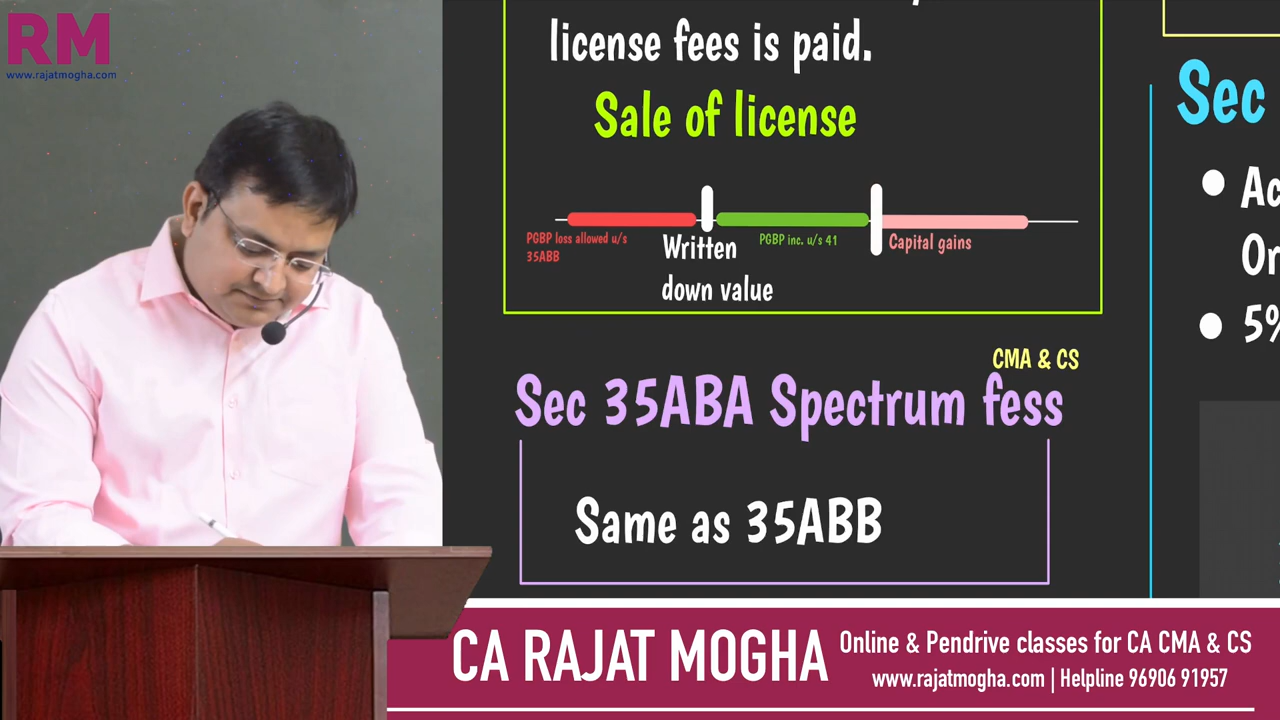 RM
www.rajatmogha.com
license fees is paid.
Sale of license
PGBP loss allowed u/s
35ABB
Written
down value
PGBP inc. u/s 41
Capital gains
CMA & CS
Sec 35ABA Spectrum fess
Same as 35ABB
Sec
5%
CA RAJAT MOGHA
Online & Pendrive classes for CA CMA & CS
www.rajatmogha.com | Helpline 96906 91957